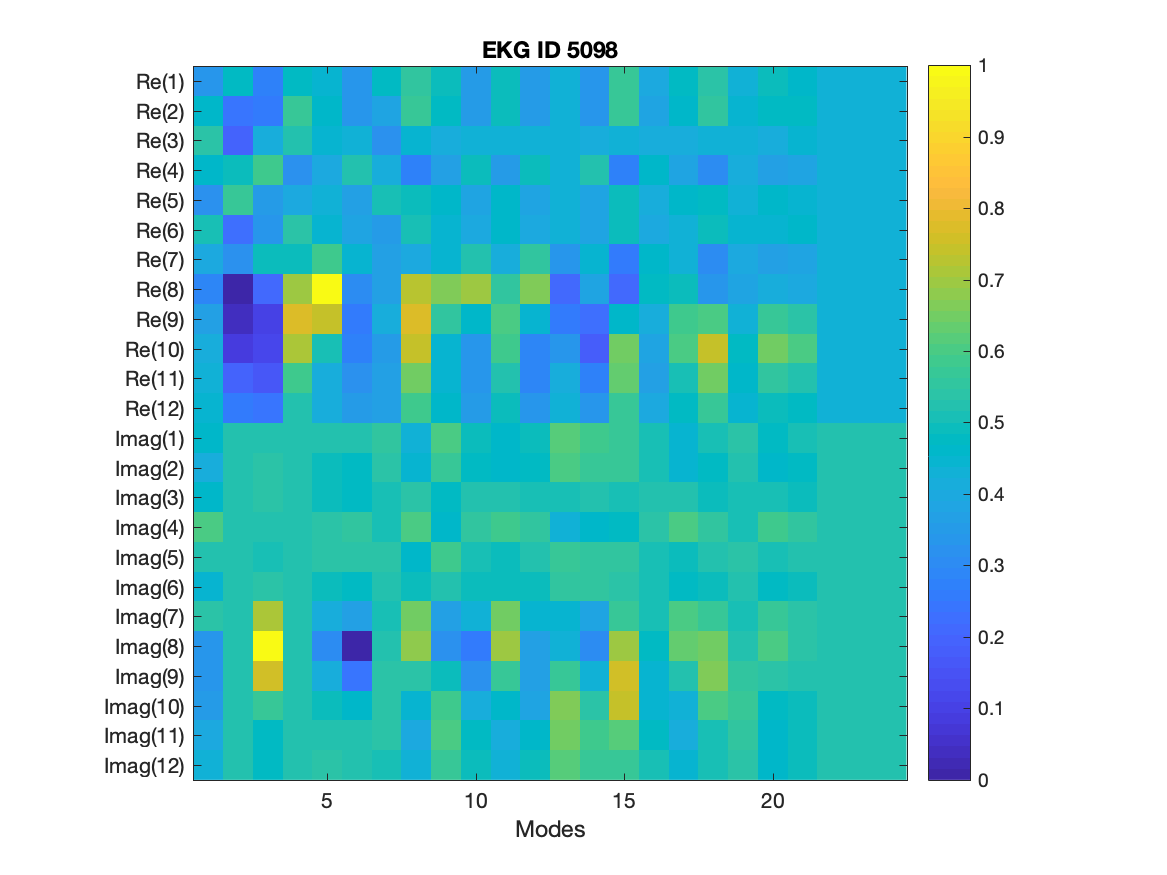 EKG ID 5098
Re(1)
Re(2)
Re(3)
Re(4)
Re(5)
Re(6)
Re(7)
Re(8)
Re(9)
Re(10)
Re(11)
Re(12)
Imag(1)
Imag(2)
Imag(3)
Imag(4)
Imag(5)
Imag(6)
Imag(7)
Imag(8)
Imag(9)
Imag(10)
Imag(11)
Imag(12)
5 10 15 20
Modes
1
0.9
0.8
0.7
0.6
0.5
0.4
0.3
0.2
0.1
0